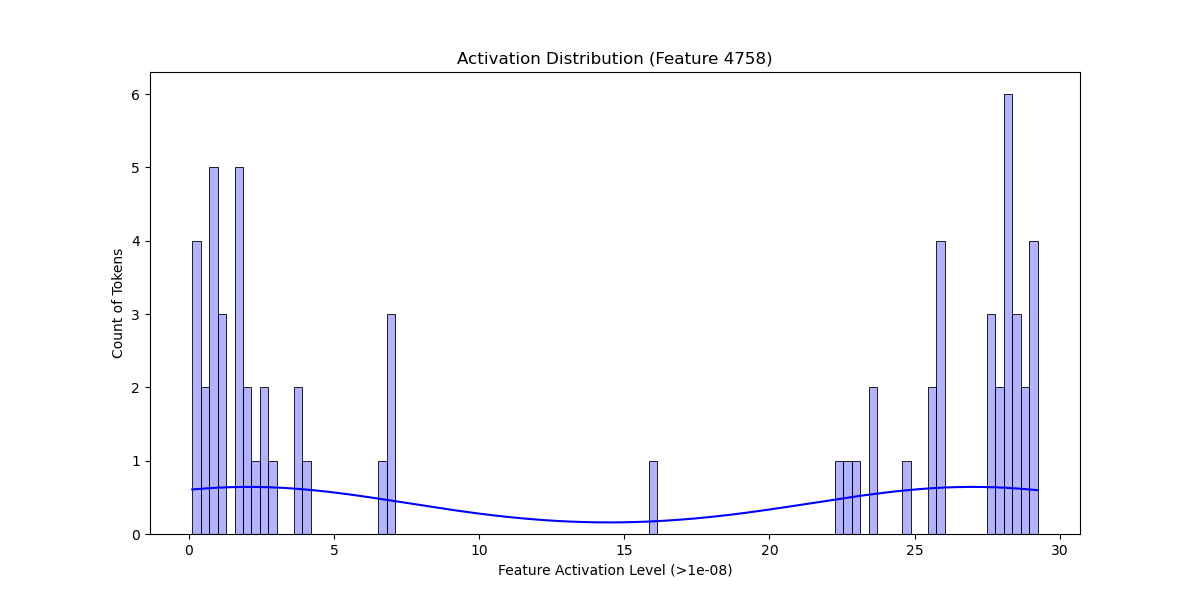 Activation Distribution (Feature 4758)
6
5
4
3
2
1
0
Count of Tokens
0 5 10 15 20 25 30
Feature Activation Level (>1e-08)